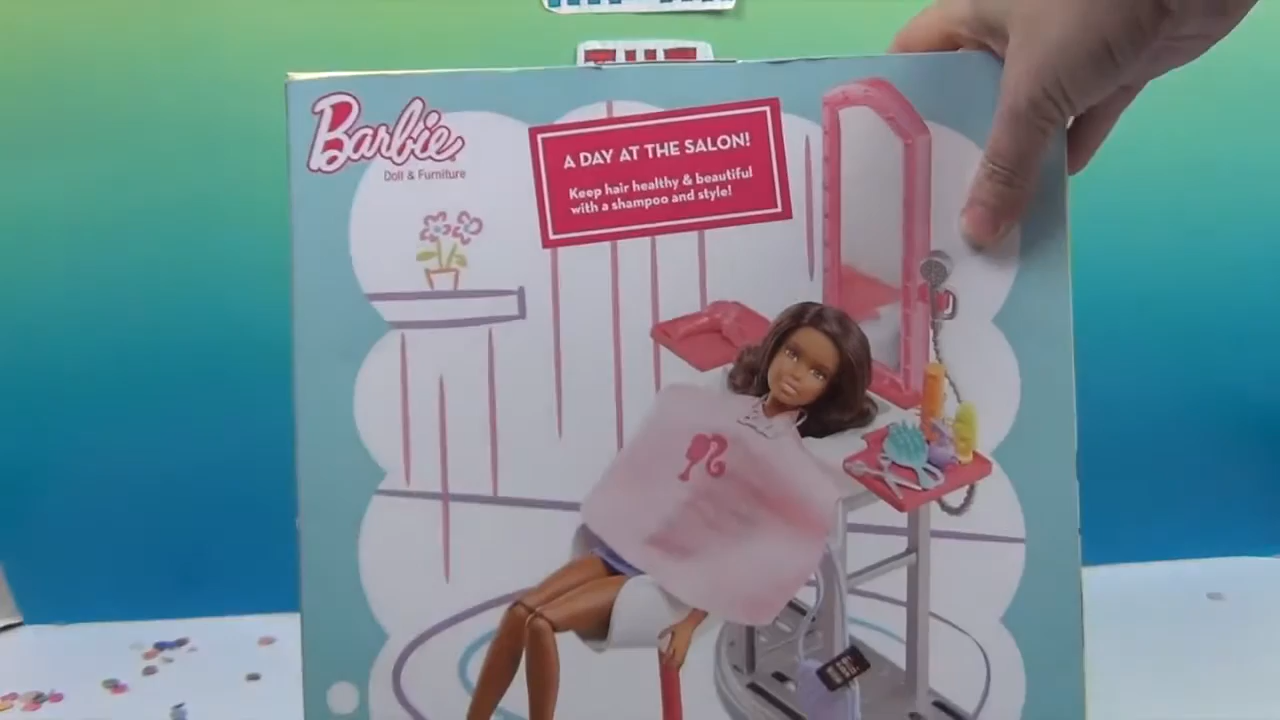 Barbie
Doll & Furniture
A DAY AT THE SALON!
Keep hair healthy & beautiful
with a shampoo and style!